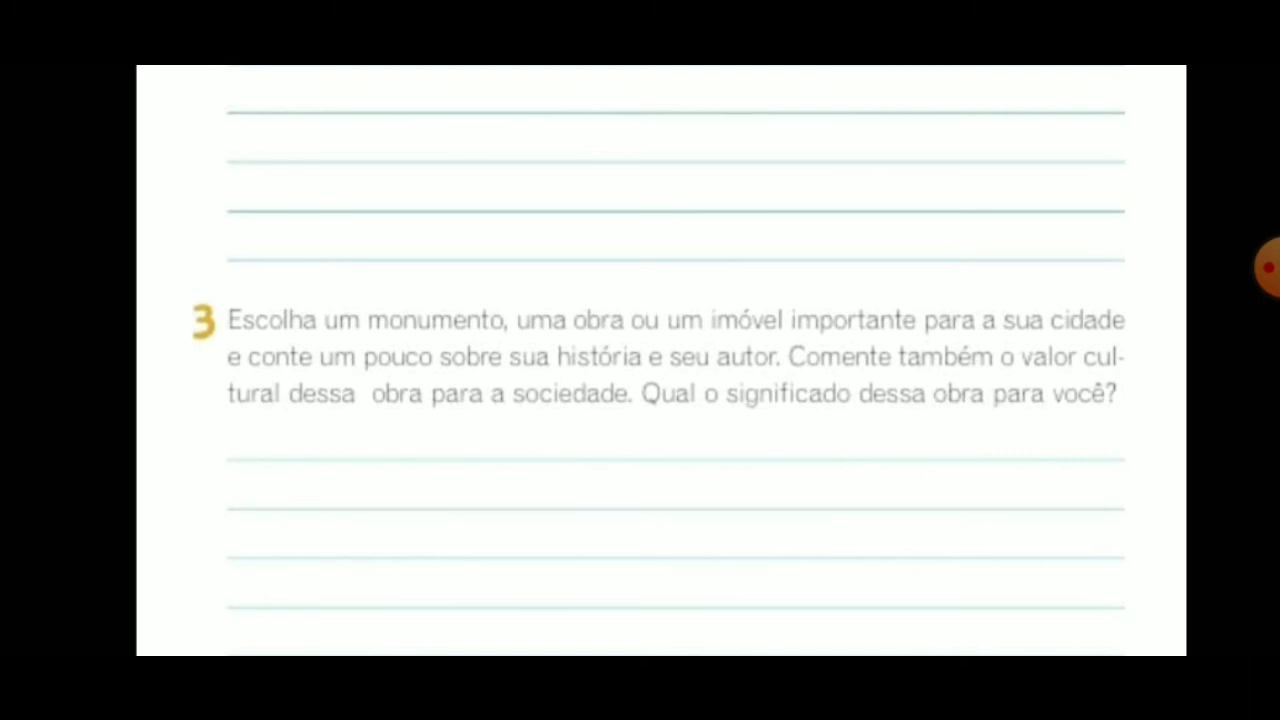 3 Escolha um monumento, uma obra ou um imóvel importante para a sua cidade
e conte um pouco sobre sua história e seu autor. Comente também o valor cul-
tural dessa obra para a sociedade. Qual o significado dessa obra para você?